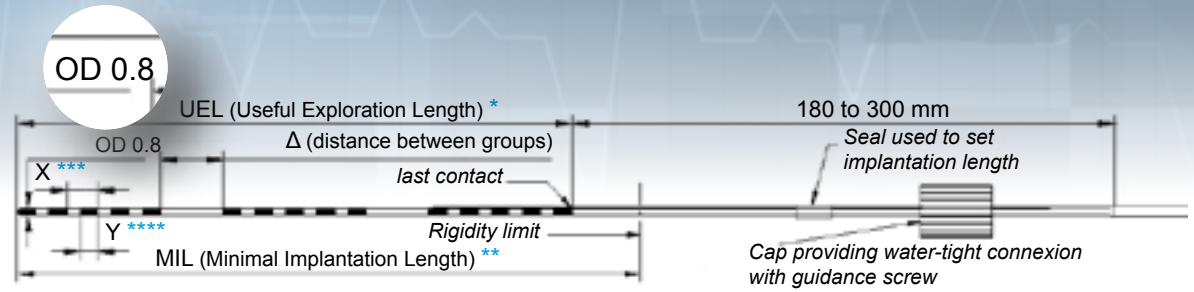 OD 0.8
UEL (Useful Exploration Length) *
180 to 300 mm
OD 0.8
Δ (distance between groups)
Seal used to set
implantation length
X ***
last contact
Y ****
Rigidity limit
MIL (Minimal Implantation Length) **
Cap providing water-tight connexion
with guidance screw